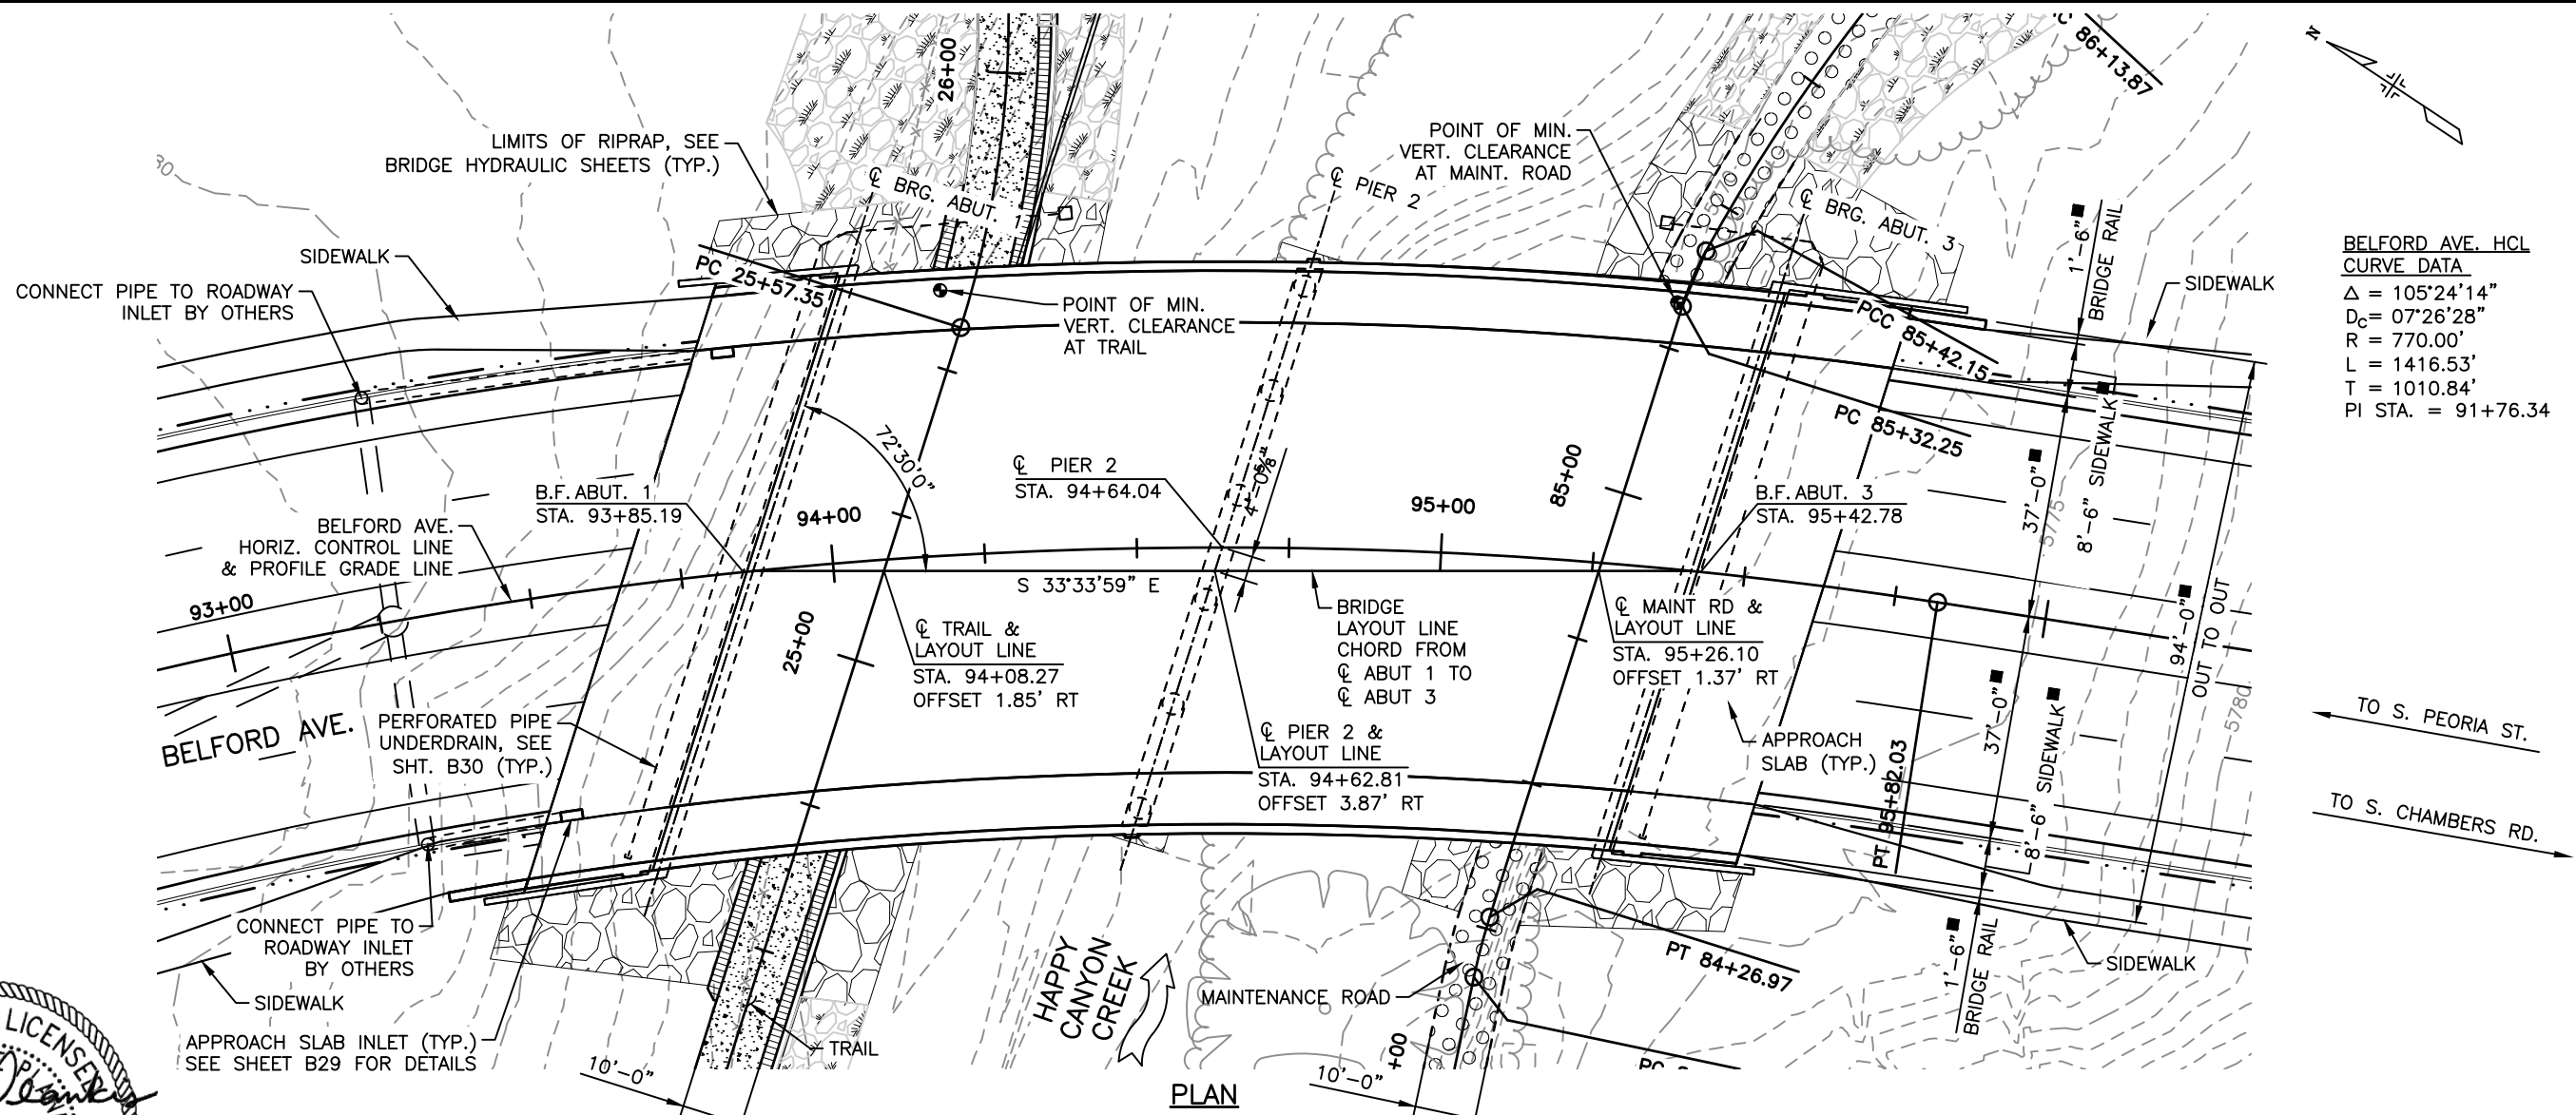 PC 86+13.87
N
26+00
LIMITS OF RIPRAP, SEE
BRIDGE HYDRAULIC SHEETS (TYP.)
POINT OF MIN.
VERT. CLEARANCE
AT MAINT. ROAD
℄ BRG. ABUT. 1
℄ PIER 2
℄ BRG. ABUT. 3
1'-6"■
BRIDGE RAIL
SIDEWALK
SIDEWALK
CONNECT PIPE TO ROADWAY
INLET BY OTHERS
PC 25+57.35
POINT OF MIN.
VERT. CLEARANCE
AT TRAIL
PCC 85+42.15
PC 85+32.25
BELFORD AVE. HCL
CURVE DATA
Δ = 105°24'14"
Dc= 07°26'28"
R = 770.00'
L = 1416.53'
T = 1010.84'
PI STA. = 91+76.34
72°30'0"
℄ PIER 2
STA. 94+64.04
4'-0⅝"
85+00
95+00
94+00
B.F. ABUT. 1
STA. 93+85.19
B.F. ABUT. 3
STA. 95+42.78
37'-0"■
5775
8'-6" SIDEWALK■
BELFORD AVE.
HORIZ. CONTROL LINE
& PROFILE GRADE LINE
93+00
S 33°33'59" E
25+00
℄ TRAIL &
LAYOUT LINE
STA. 94+08.27
OFFSET 1.85' RT
BRIDGE
LAYOUT LINE
CHORD FROM
℄ ABUT 1 TO
℄ ABUT 3
℄ MAINT RD &
LAYOUT LINE
STA. 95+26.10
OFFSET 1.37' RT
94'-0"■
OUT TO OUT
5780
BELFORD AVE.
PERFORATED PIPE
UNDERDRAIN, SEE
SHT. B30 (TYP.)
℄ PIER 2 &
LAYOUT LINE
STA. 94+62.81
OFFSET 3.87' RT
APPROACH
SLAB (TYP.)
PT 95+82.03
37'-0"■
8'-6" SIDEWALK■
TO S. PEORIA ST.
TO S. CHAMBERS RD.
CONNECT PIPE TO
ROADWAY INLET
BY OTHERS
SIDEWALK
APPROACH SLAB INLET (TYP.)
SEE SHEET B29 FOR DETAILS
TRAIL
10'-0"
HAPPY
CANYON
CREEK
MAINTENANCE ROAD
PT 84+26.97
1'-6"■
BRIDGE RAIL
SIDEWALK
10'-0"
+00
PLAN
LICENSED